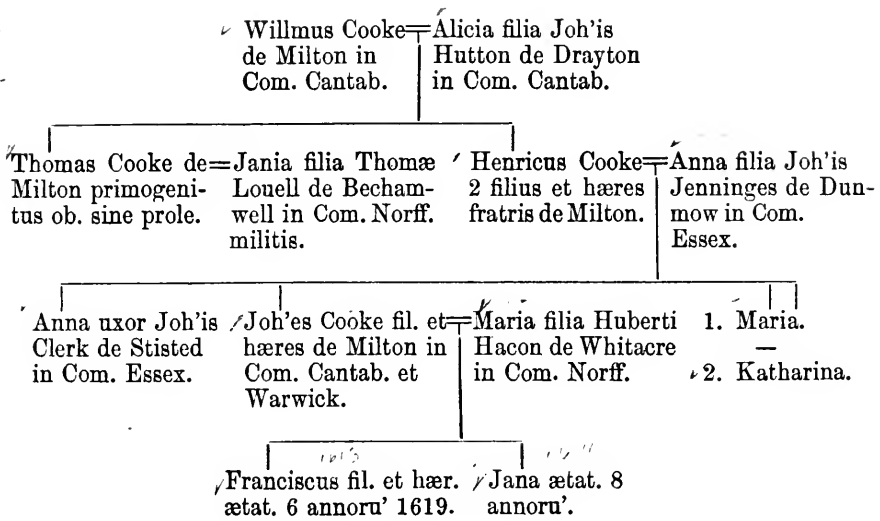 Willmus Cooke
de Milton in
Com. Cantab.
Alicia filia Joh'is
Hutton de Drayton
in Com. Cantab.
Thomas Cooke de
Milton primogeni-
tus ob. sine prole.
Jania filia Thomæ
Louell de Becham-
well in Com. Norff.
militis.
Henricus Cooke
2 filius et hæres
fratris de Milton.
Anna filia Joh'is
Jenninges de Dun-
mow in Com.
Essex.
Anna uxor Joh'is
Clerk de Stisted
in Com. Essex.
Joh'es Cooke fil. et
hæres de Milton in
Com. Cantab. et
Warwick.
Maria filia Huberti
Hacon de Whitacre
in Com. Norff.
1. Maria.
2. Katharina.
1613
Franciscus fil. et hær.
ætat. 6 annoru' 1619.
Jana ætat. 8
annoru'.